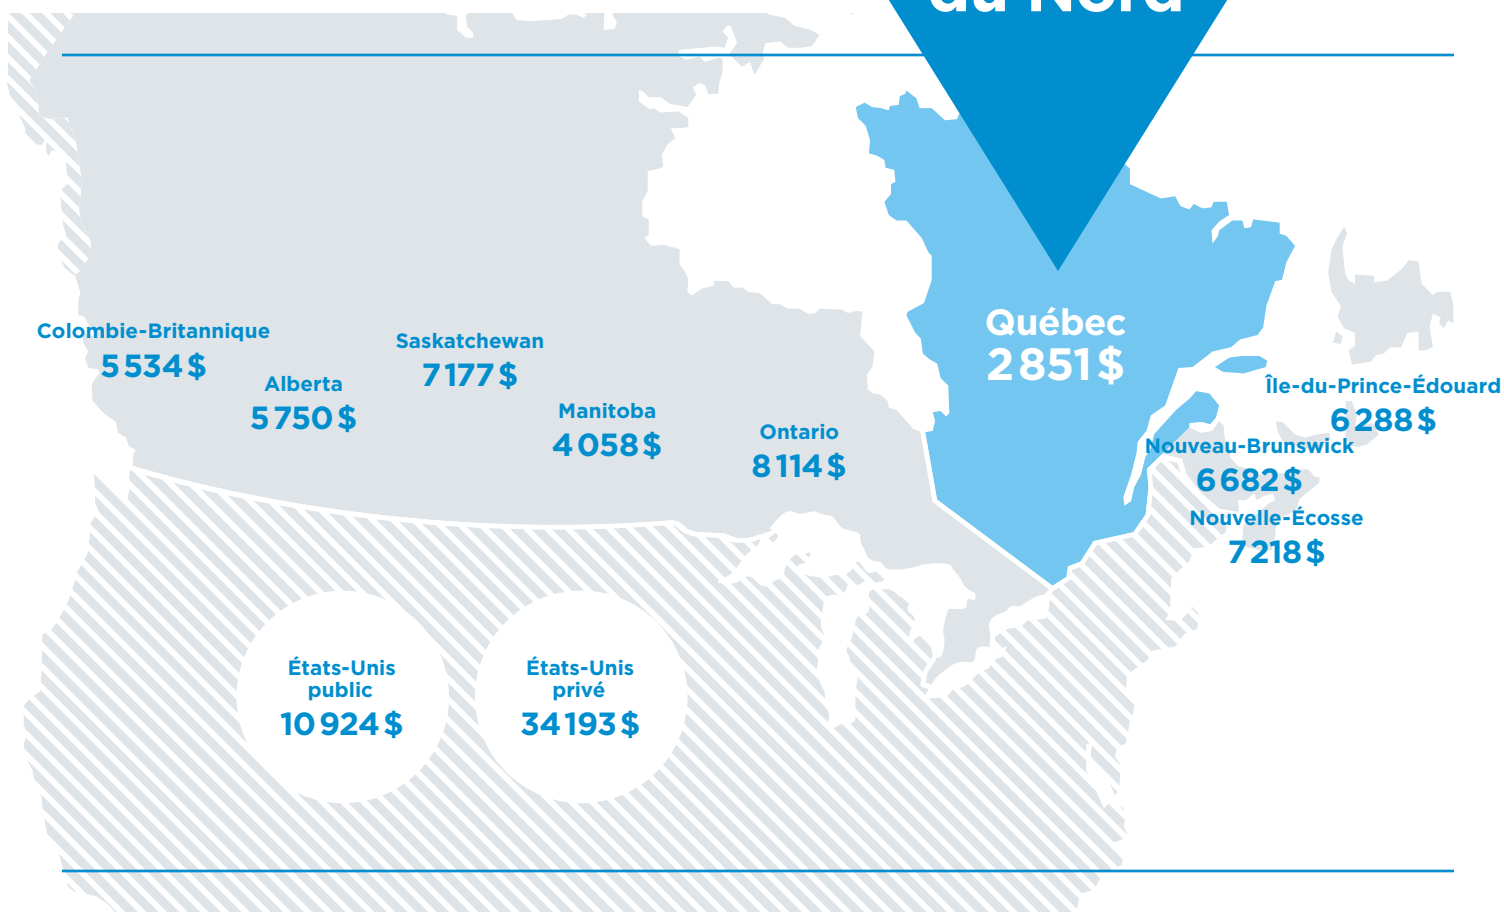 du Nord
Québec
2 851 $
Colombie-Britannique
5 534 $
Alberta
5 750 $
Saskatchewan
7 177 $
Manitoba
4 058 $
Ontario
8 114 $
Île-du-Prince-Édouard
6 288 $
Nouveau-Brunswick
6 682 $
Nouvelle-Écosse
7 218 $
États-Unis
public
10 924 $
États-Unis
privé
34 193 $